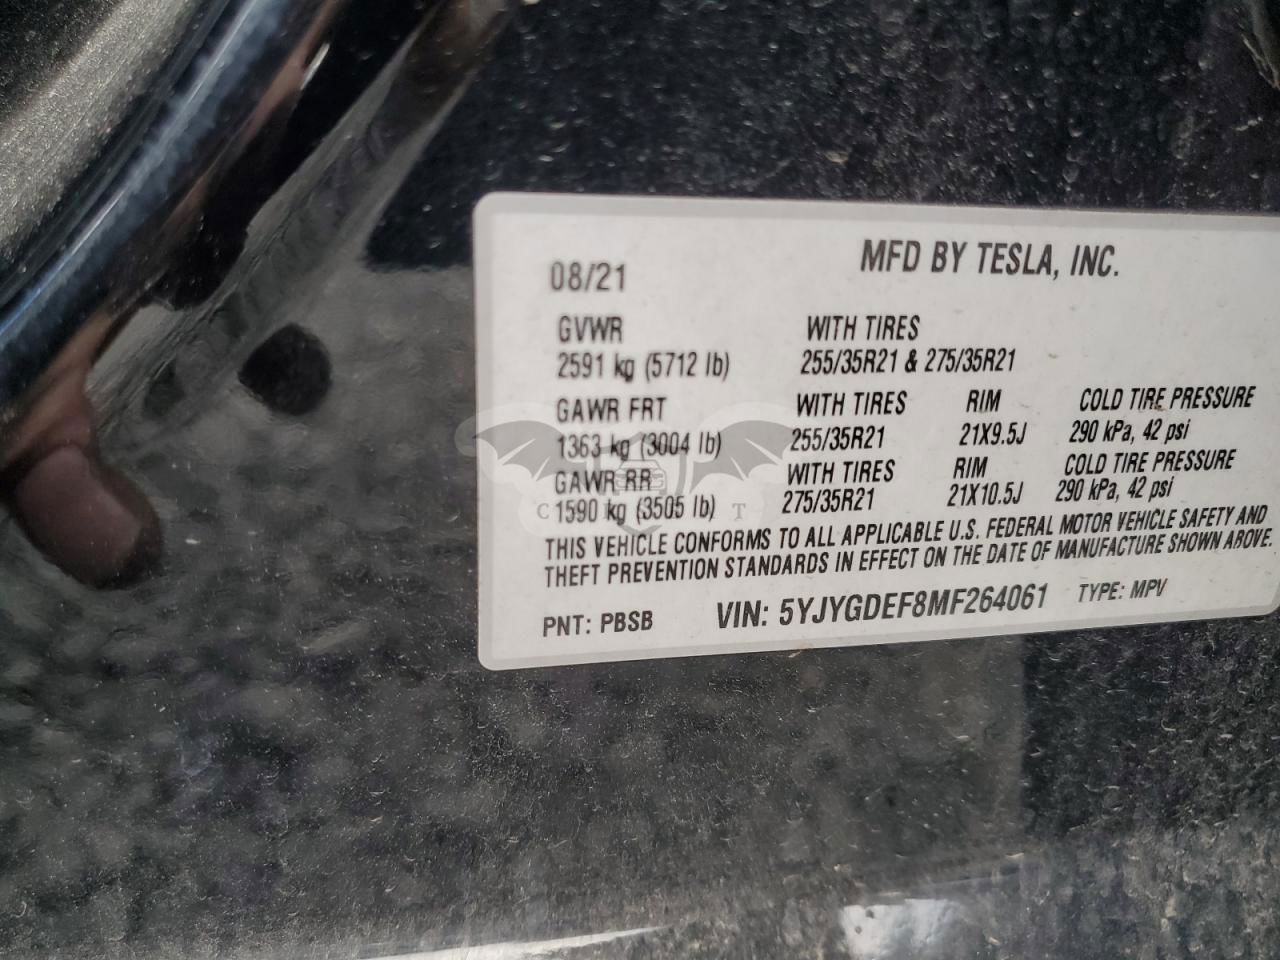 08/21 MFD BY TESLA, INC.
GVWR WITH TIRES
2591 kg (5712 lb) 255/35R21 & 275/35R21
GAWR FRT WITH TIRES RIM COLD TIRE PRESSURE
1363 kg (3004 lb) 255/35R21 21X9.5J 290 kPa, 42 psi
GAWR RR WITH TIRES RIM COLD TIRE PRESSURE
1590 kg (3505 lb) 275/35R21 21X10.5J 290 kPa, 42 psi
THIS VEHICLE CONFORMS TO ALL APPLICABLE U.S. FEDERAL MOTOR VEHICLE SAFETY AND
THEFT PREVENTION STANDARDS IN EFFECT ON THE DATE OF MANUFACTURE SHOWN ABOVE.
PNT: PBSB VIN: 5YJYGDEF8MF264061 TYPE: MPV